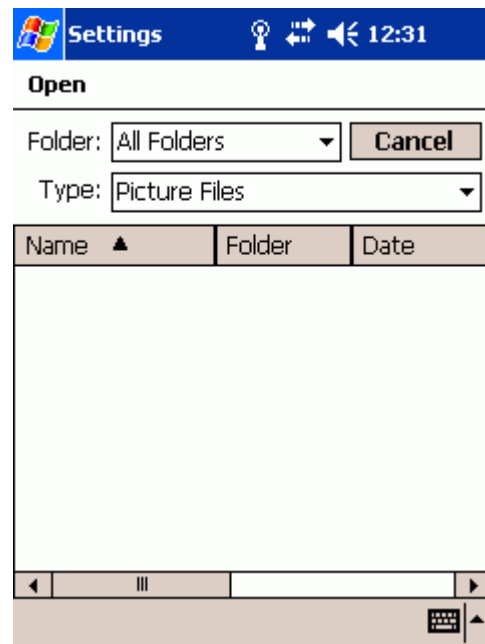 Settings 12:31
Open
Folder: All Folders Cancel
Type: Picture Files
Name Folder Date